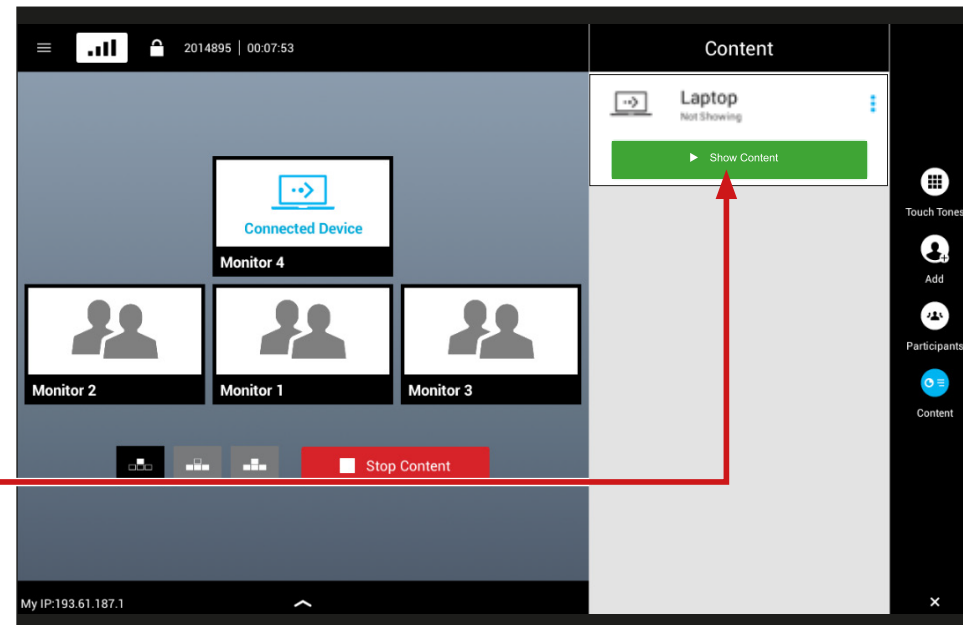 2014895 | 00:07:53
Content
Laptop
Not Showing
Show Content
Connected Device
Monitor 4
Monitor 2
Monitor 1
Monitor 3
Stop Content
Touch Tones
Add
Participants
Content
My IP:193.61.187.1